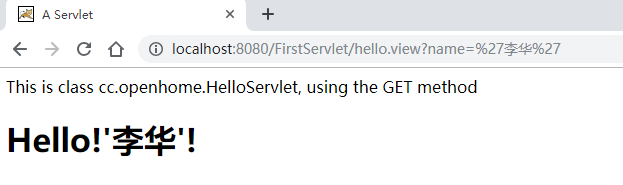 A Servlet
localhost:8080/FirstServlet/hello.view?name=%27李华%27
This is class cc.openhome.HelloServlet, using the GET method
Hello!'李华'!